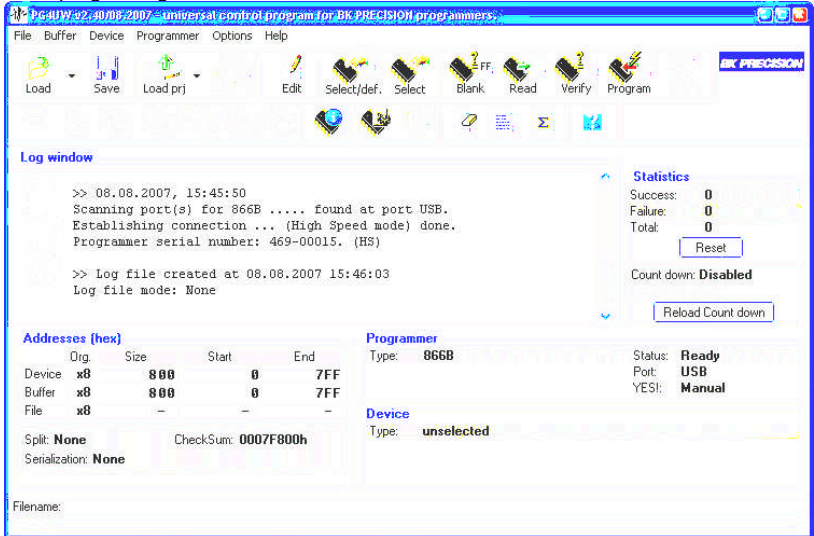 PG4UW v2.40/08.2007 - universal control program for BK PRECISION programmers.
File Buffer Device Programmer Options Help
Load Save Load prj Edit Select/def. Select Blank Read Verify Program
BK PRECISION
Log window
>> 08.08.2007, 15:45:50
Scanning port(s) for 866B ..... found at port USB.
Establishing connection ... (High Speed mode) done.
Programmer serial number: 469-00015. (HS)
>> Log file created at 08.08.2007 15:46:03
Log file mode: None
Statistics
Success: 0
Failure: 0
Total: 0
Reset
Count down: Disabled
Reload Count down
Addresses (hex)
Org. Size Start End
Device x8 800 0 7FF
Buffer x8 800 0 7FF
File x8 - - -
Split: None CheckSum: 0007F800h
Serialization: None
Programmer
Type: 866B
Status: Ready
Port: USB
YES!: Manual
Device
Type: unselected
Filename: